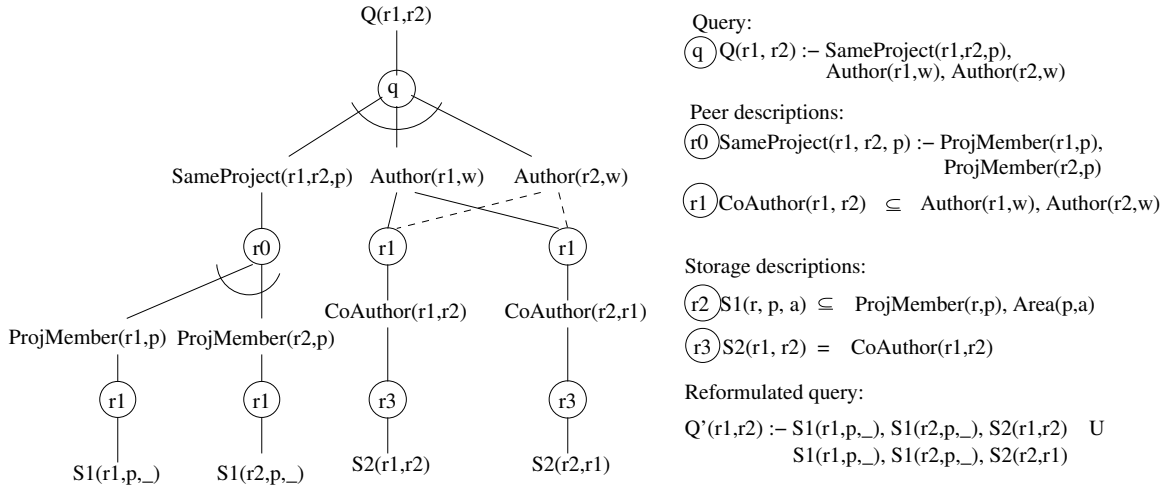 Q(r1,r2)
q
SameProject(r1,r2,p) Author(r1,w) Author(r2,w)
r0 r1 r1
CoAuthor(r1,r2) CoAuthor(r2,r1)
ProjMember(r1,p) ProjMember(r2,p)
r1 r1 r3 r3
S1(r1,p,_) S1(r2,p,_) S2(r1,r2) S2(r2,r1)
Query:
q Q(r1, r2) :− SameProject(r1,r2,p),
Author(r1,w), Author(r2,w)
Peer descriptions:
r0 SameProject(r1, r2, p) :− ProjMember(r1,p),
ProjMember(r2,p)
r1 CoAuthor(r1, r2) ⊆ Author(r1,w), Author(r2,w)
Storage descriptions:
r2 S1(r, p, a) ⊆ ProjMember(r,p), Area(p,a)
r3 S2(r1, r2) = CoAuthor(r1,r2)
Reformulated query:
Q'(r1,r2) :− S1(r1,p,_), S1(r2,p,_), S2(r1,r2) U
S1(r1,p,_), S1(r2,p,_), S2(r2,r1)